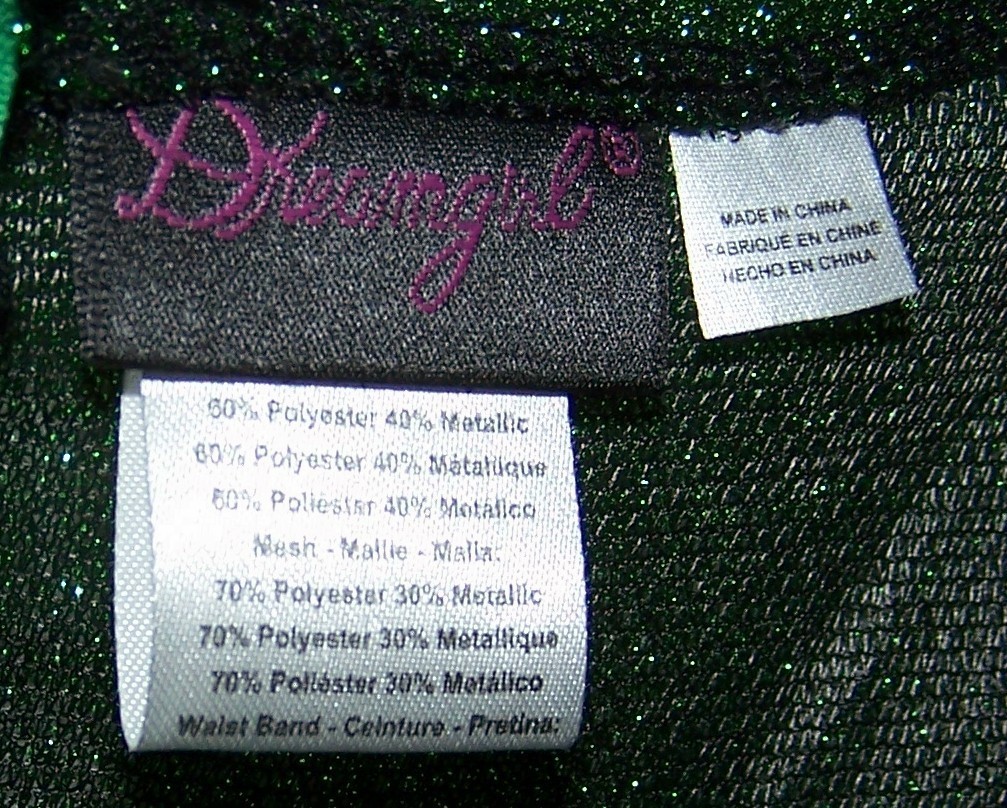 Dreamgirl®
MADE IN CHINA
FABRIQUE EN CHINE
HECHO EN CHINA
60% Polyester 40% Metallic
60% Polyester 40% Métallique
60% Poliéster 40% Metálico
Mesh - Maille - Malla:
70% Polyester 30% Metallic
70% Polyester 30% Métallique
70% Poliéster 30% Metálico
Waist Band - Ceinture - Pretina: